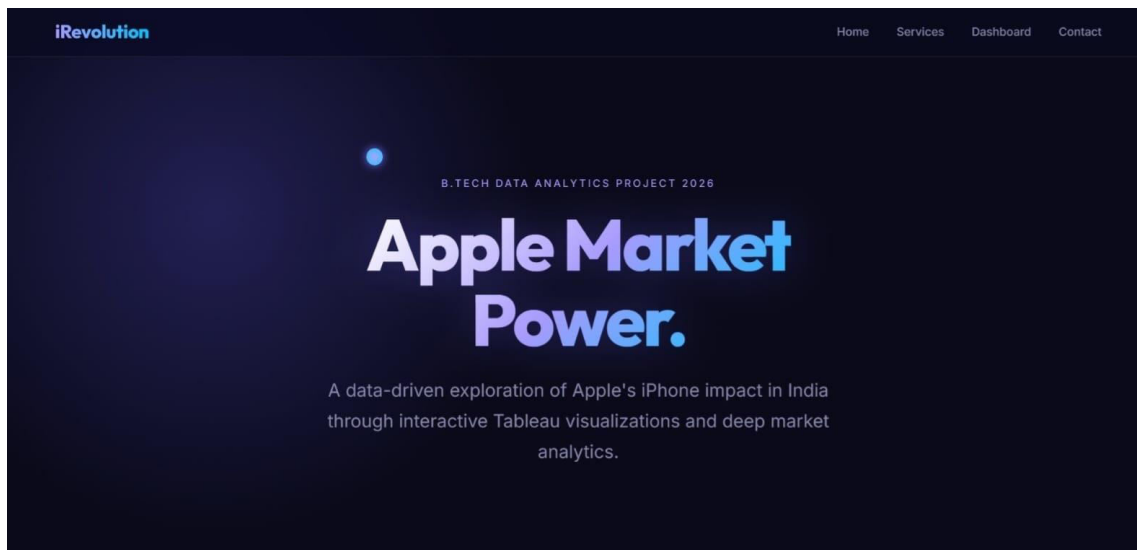 iRevolution
Home
Services
Dashboard
Contact
B.TECH DATA ANALYTICS PROJECT 2026
Apple Market
Power.
A data-driven exploration of Apple's iPhone impact in India
through interactive Tableau visualizations and deep market
analytics.